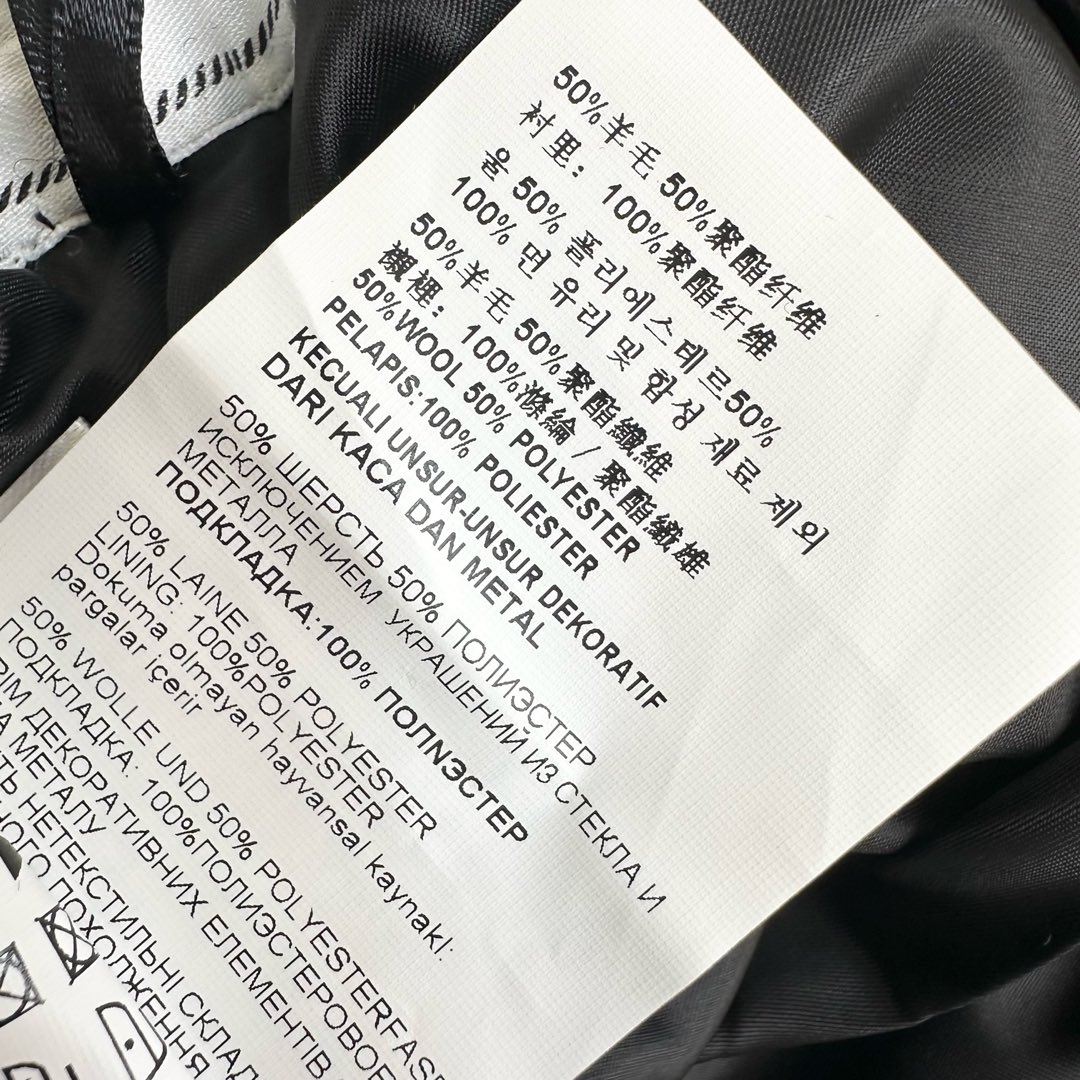 50%羊毛 50%聚酯纤维
衬里：100%聚酯纤维
울 50% 폴리에스테르50%
100% 면 유리 및 합성 재료 제외
50%羊毛 50%聚酯纖維
襯裡：100%滌綸 / 聚酯纖維
50%WOOL 50% POLYESTER
PELAPIS:100% POLIESTER
KECUALI UNSUR-UNSUR DEKORATIF
DARI KACA DAN METAL
50% ШЕРСТЬ 50% ПОЛИЭСТЕР
ИСКЛЮЧЕНИЕМ УКРАШЕНИЙ ИЗ СТЕКЛА И
МЕТАЛЛА
ПОДКЛАДКА:100% ПОЛNЭСТЕР
50% LAINE 50% POLYESTER
LINING: 100%POLYESTER
Dokuma olmayan hayvansal kaynakl:
pargalar içerir
50% WOLLE UND 50% POLYESTERFAS
ПОДКЛАДКА: 100%ПОЛИЭСТЕРОВО
ДЕКОРАТИВНИХ ЕЛЕМЕНТІВ
МЕТАЛУ
НЕТЕКСТИЛЬНІ СКЛАД
ПОХОДЖЕННЯ